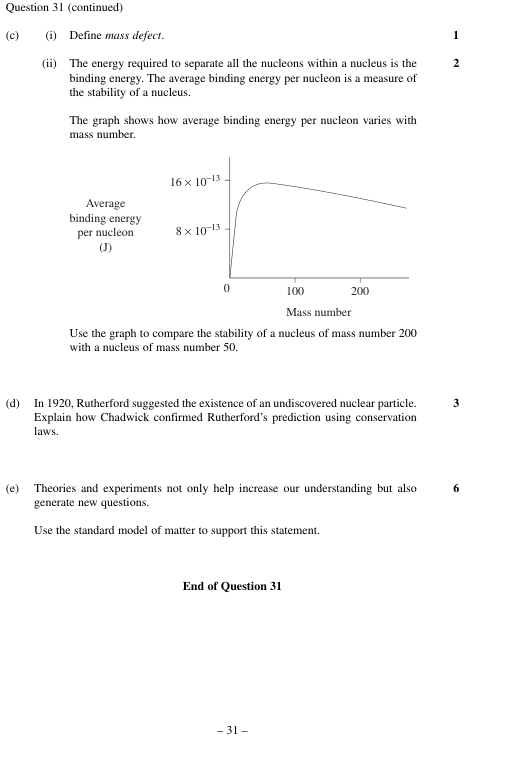 Question 31 (continued)
(c) (i) Define mass defect. 1
(ii) The energy required to separate all the nucleons within a nucleus is the 2
binding energy. The average binding energy per nucleon is a measure of
the stability of a nucleus.
The graph shows how average binding energy per nucleon varies with
mass number.
16 × 10⁻¹³
Average
binding energy
per nucleon
(J)
8 × 10⁻¹³
0 100 200
Mass number
Use the graph to compare the stability of a nucleus of mass number 200
with a nucleus of mass number 50.
(d) In 1920, Rutherford suggested the existence of an undiscovered nuclear particle. 3
Explain how Chadwick confirmed Rutherford's prediction using conservation
laws.
(e) Theories and experiments not only help increase our understanding but also 6
generate new questions.
Use the standard model of matter to support this statement.
End of Question 31
– 31 –